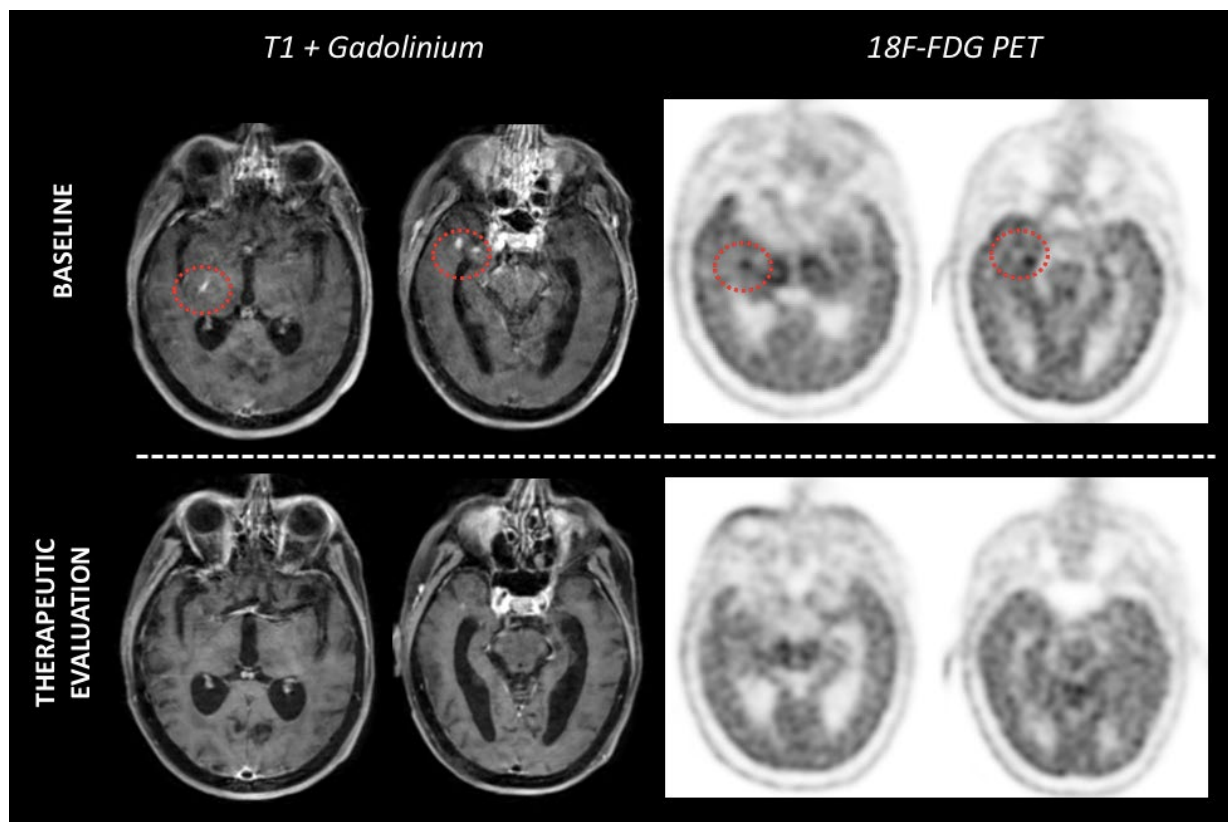 T1 + Gadolinium
18F-FDG PET
BASELINE
THERAPEUTIC
EVALUATION